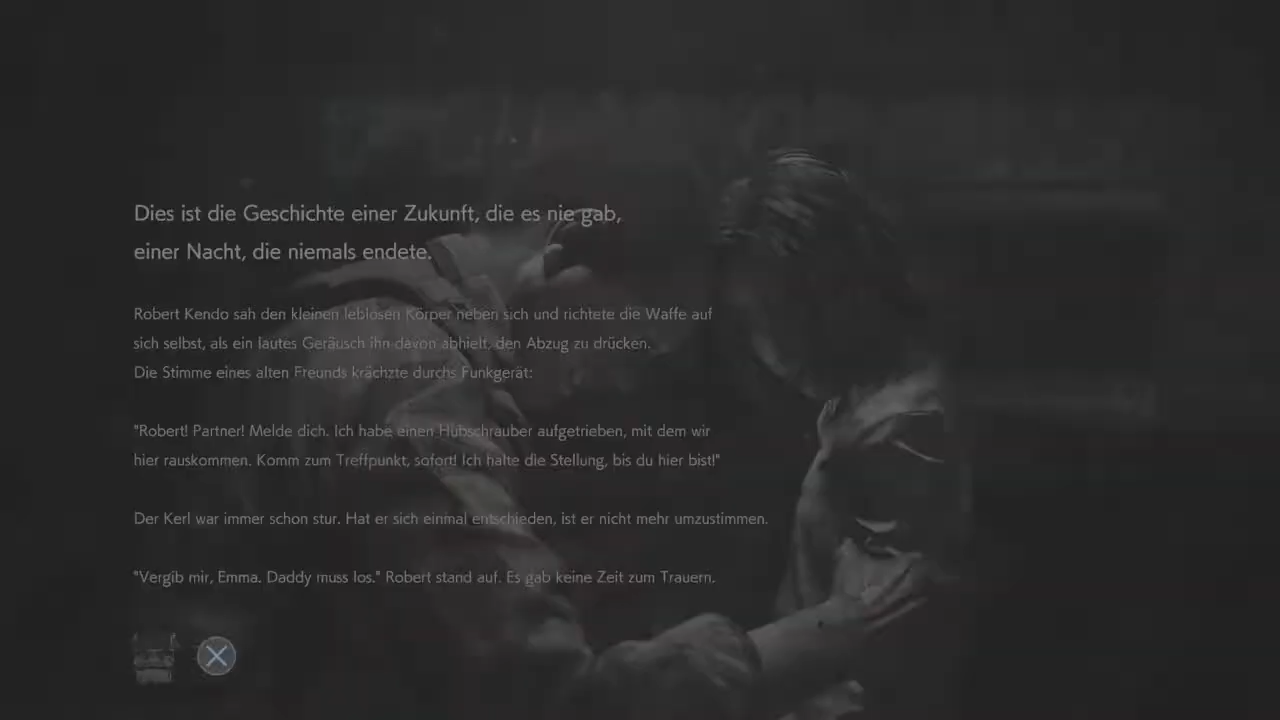 Dies ist die Geschichte einer Zukunft, die es nie gab,
einer Nacht, die niemals endete.
Robert Kendo sah den kleinen leblosen Körper neben sich und richtete die Waffe auf
sich selbst, als ein lautes Geräusch ihn davon abhielt, den Abzug zu drücken.
Die Stimme eines alten Freunds krächzte durchs Funkgerät:
"Robert! Partner! Melde dich. Ich habe einen Hubschrauber aufgetrieben, mit dem wir
hier rauskommen. Komm zum Treffpunkt, sofort! Ich halte die Stellung, bis du hier bist!"
Der Kerl war immer schon stur. Hat er sich einmal entschieden, ist er nicht mehr umzustimmen.
"Vergib mir, Emma. Daddy muss los." Robert stand auf. Es gab keine Zeit zum Trauern.